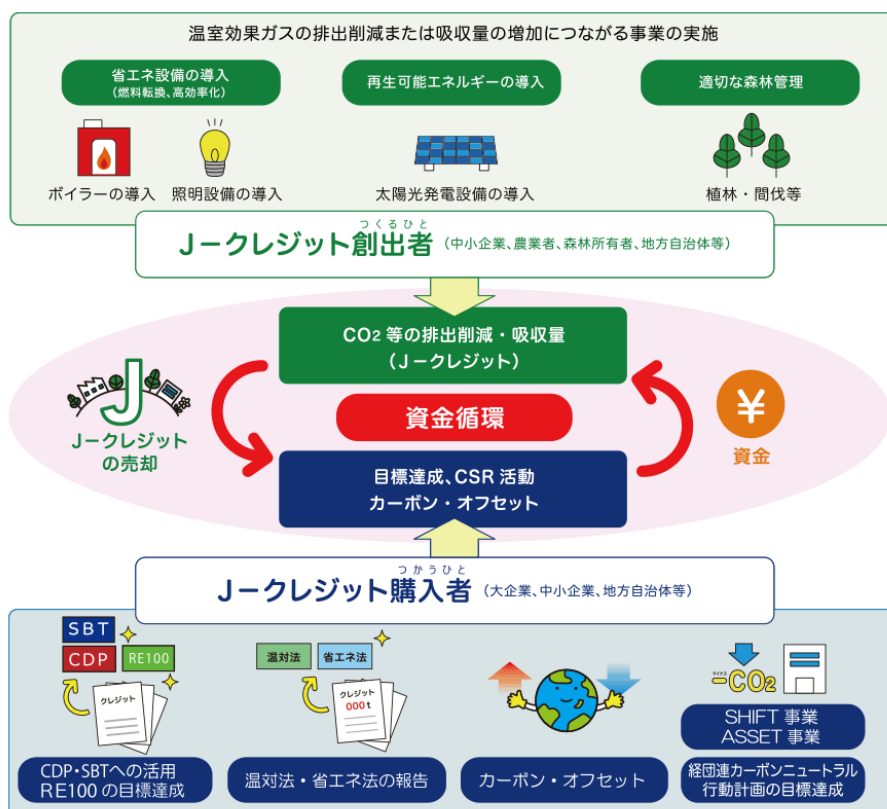 温室効果ガスの排出削減または吸収量の増加につながる事業の実施
省エネ設備の導入
（燃料転換、高効率化）
再生可能エネルギーの導入
適切な森林管理
ボイラーの導入
照明設備の導入
太陽光発電設備の導入
植林・間伐等
つくるひと
Jークレジット創出者（中小企業、農業者、森林所有者、地方自治体等）
CO2 等の排出削減・吸収量
（Jークレジット）
J
Jークレジット
の売却
資金循環
¥
資金
目標達成、CSR 活動
カーボン・オフセット
つかうひと
Jークレジット購入者（大企業、中小企業、地方自治体等）
SBT
CDP
RE100
クレジット
CDP・SBTへの活用
RE100 の目標達成
温対法
省エネ法
クレジット
000t
温対法・省エネ法の報告
カーボン・オフセット
マイナス
−CO2
SHIFT 事業
ASSET 事業
経団連カーボンニュートラル
行動計画の目標達成